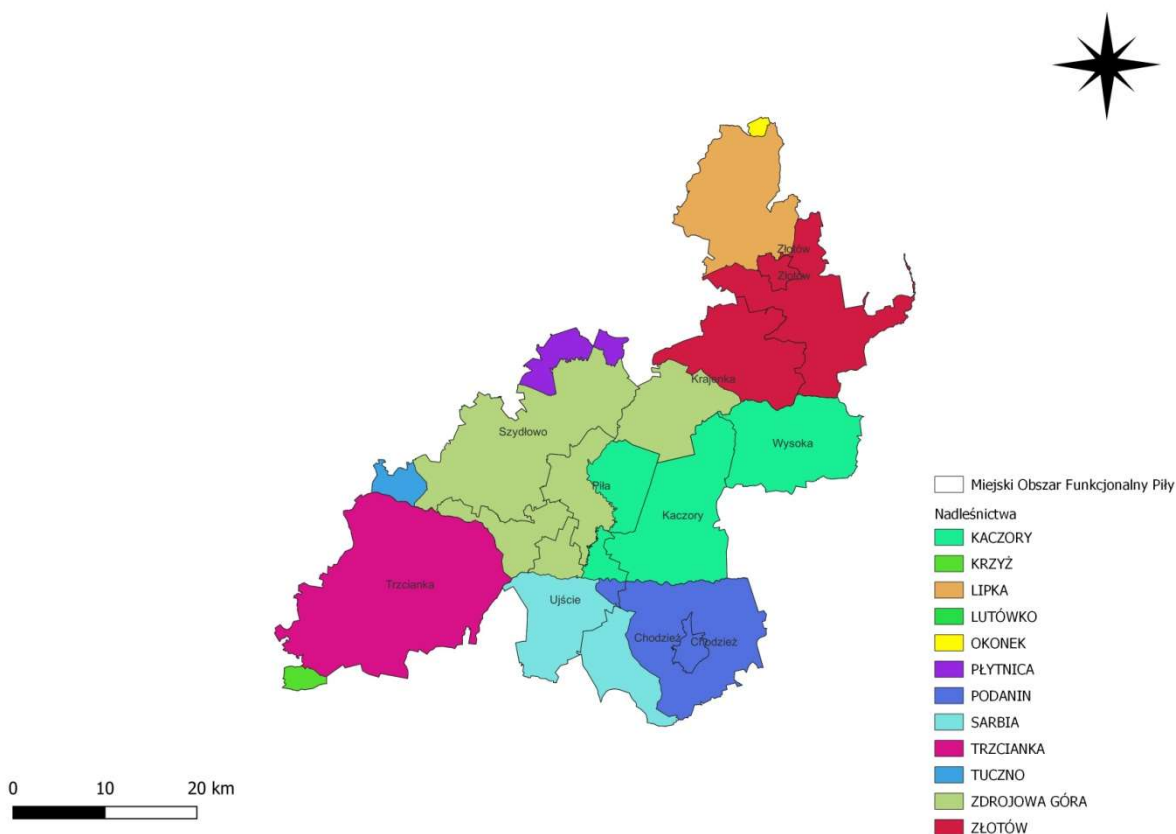 Złotów
Złotów
Krajenka
Szydłowo
Wysoka
Piła
Kaczory
Trzcianka
Ujście
Chodzież
Chodzież
Miejski Obszar Funkcjonalny Piły
Nadleśnictwa
KACZORY
KRZYŻ
LIPKA
LUTÓWKO
OKONEK
PŁYTNICA
PODANIN
SARBIA
TRZCIANKA
TUCZNO
ZDROJOWA GÓRA
ZŁOTÓW
0 10 20 km